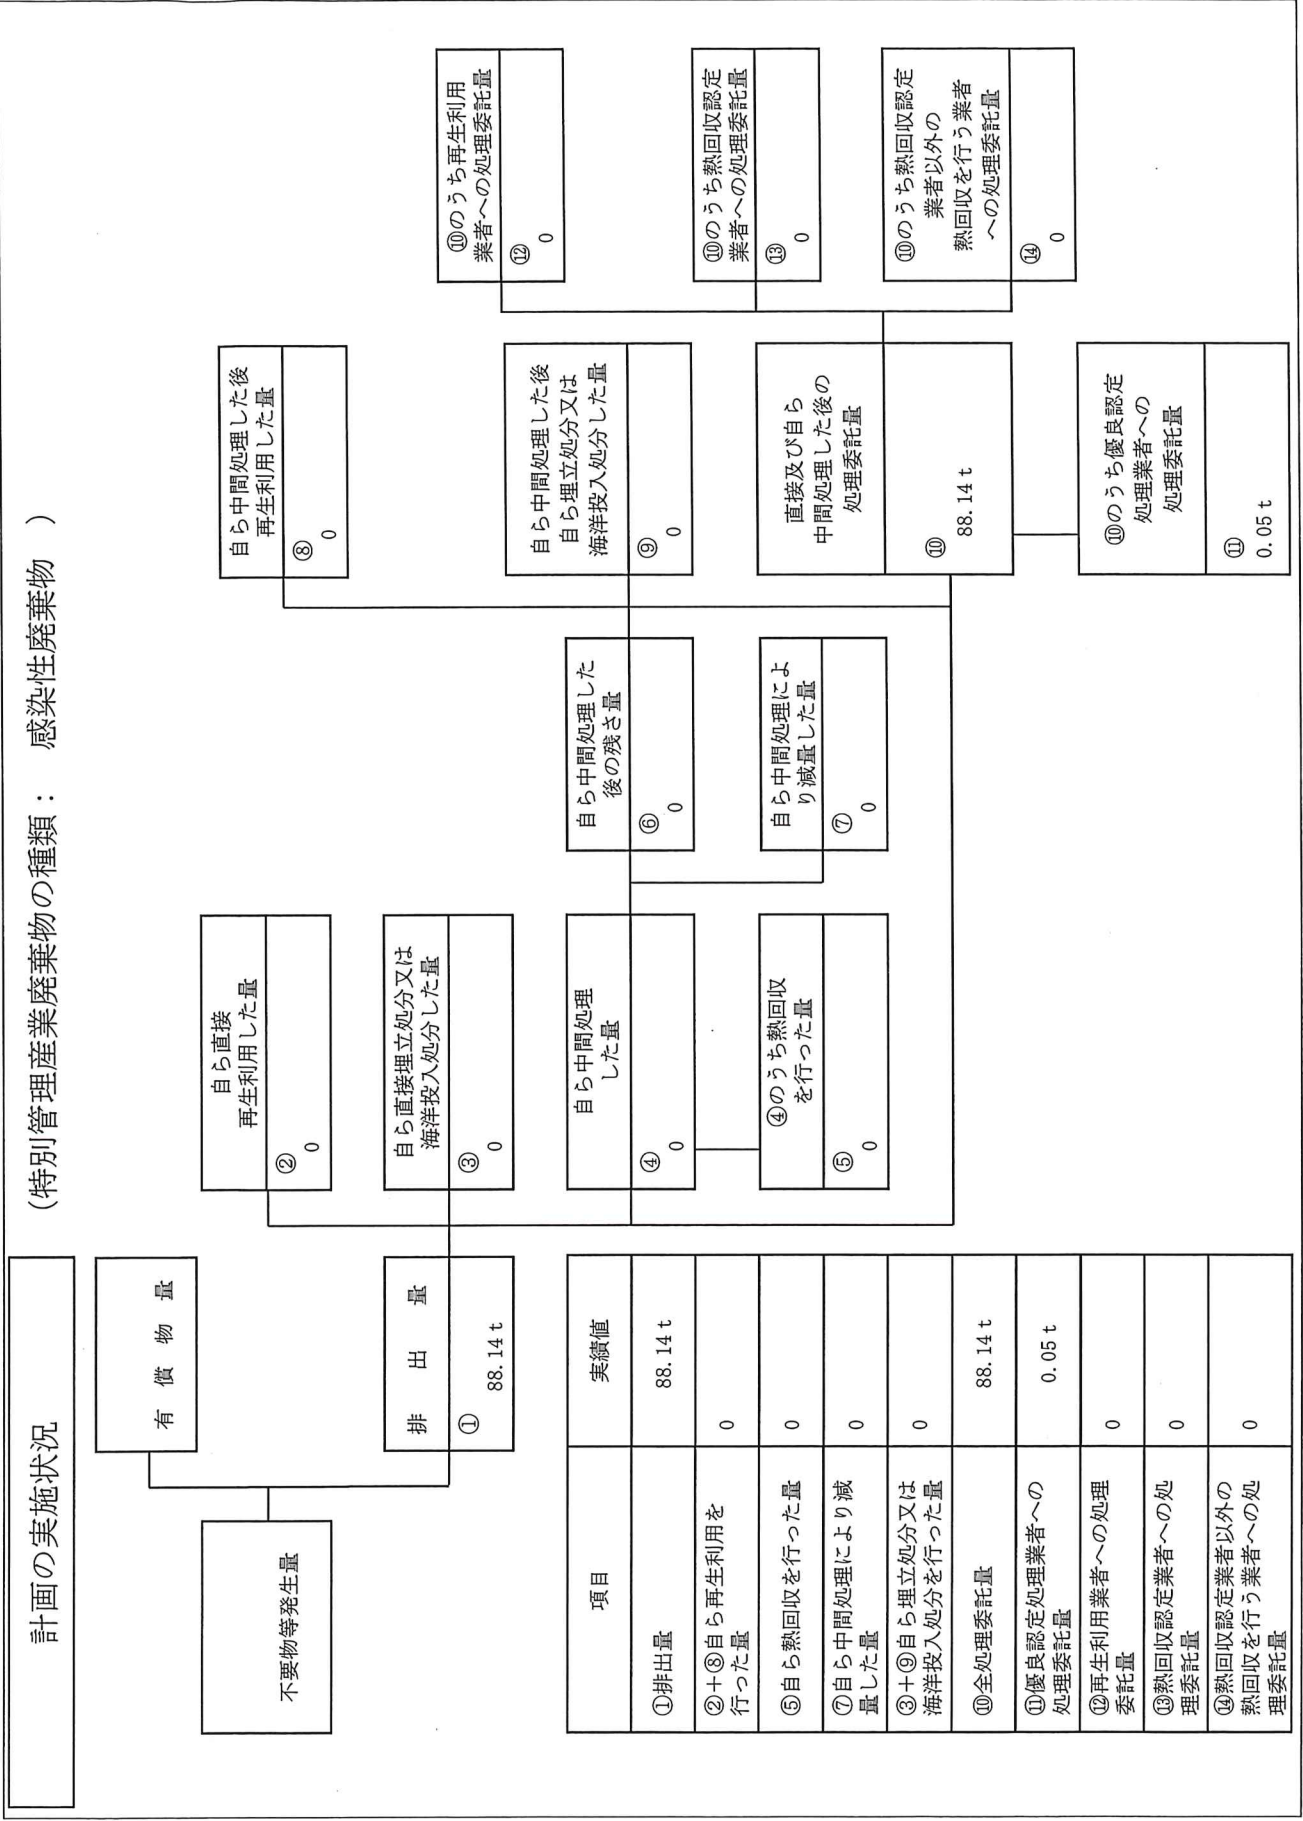 計画の実施状況
(特別管理産業廃棄物の種類： 感染性廃棄物 )
不要物等発生量
有償物量
排出量
①
88.14ｔ
自ら直接
再生利用した量
②
0
自ら直接埋立処分又は
海洋投入処分した量
③
0
自ら中間処理
した量
④
0
④のうち熱回収
を行った量
⑤
0
自ら中間処理した
後の残さ量
⑥
0
自ら中間処理によ
り減量した量
⑦
0
自ら中間処理した後
再生利用した量
⑧
0
自ら中間処理した後
自ら埋立処分又は
海洋投入処分した量
⑨
0
直接及び自ら
中間処理した後の
処理委託量
⑩
88.14ｔ
⑩のうち優良認定
処理業者への
処理委託量
⑪
0.05ｔ
⑩のうち再生利用
業者への処理委託量
⑫
0
⑩のうち熱回収認定
業者への処理委託量
⑬
0
⑩のうち熱回収認定
業者以外の
熱回収を行う業者
への処理委託量
⑭
0
項目 実績値
①排出量 88.14ｔ
②+⑧自ら再生利用を
行った量 0
⑤自ら熱回収を行った量 0
⑦自ら中間処理により減
量した量 0
③+⑨自ら埋立処分又は
海洋投入処分を行った量 0
⑩全処理委託量 88.14ｔ
⑪優良認定処理業者への
処理委託量 0.05ｔ
⑫再生利用業者への処理
委託量 0
⑬熱回収認定業者への処
理委託量 0
⑭熱回収認定業者以外の
熱回収を行う業者への処
理委託量 0